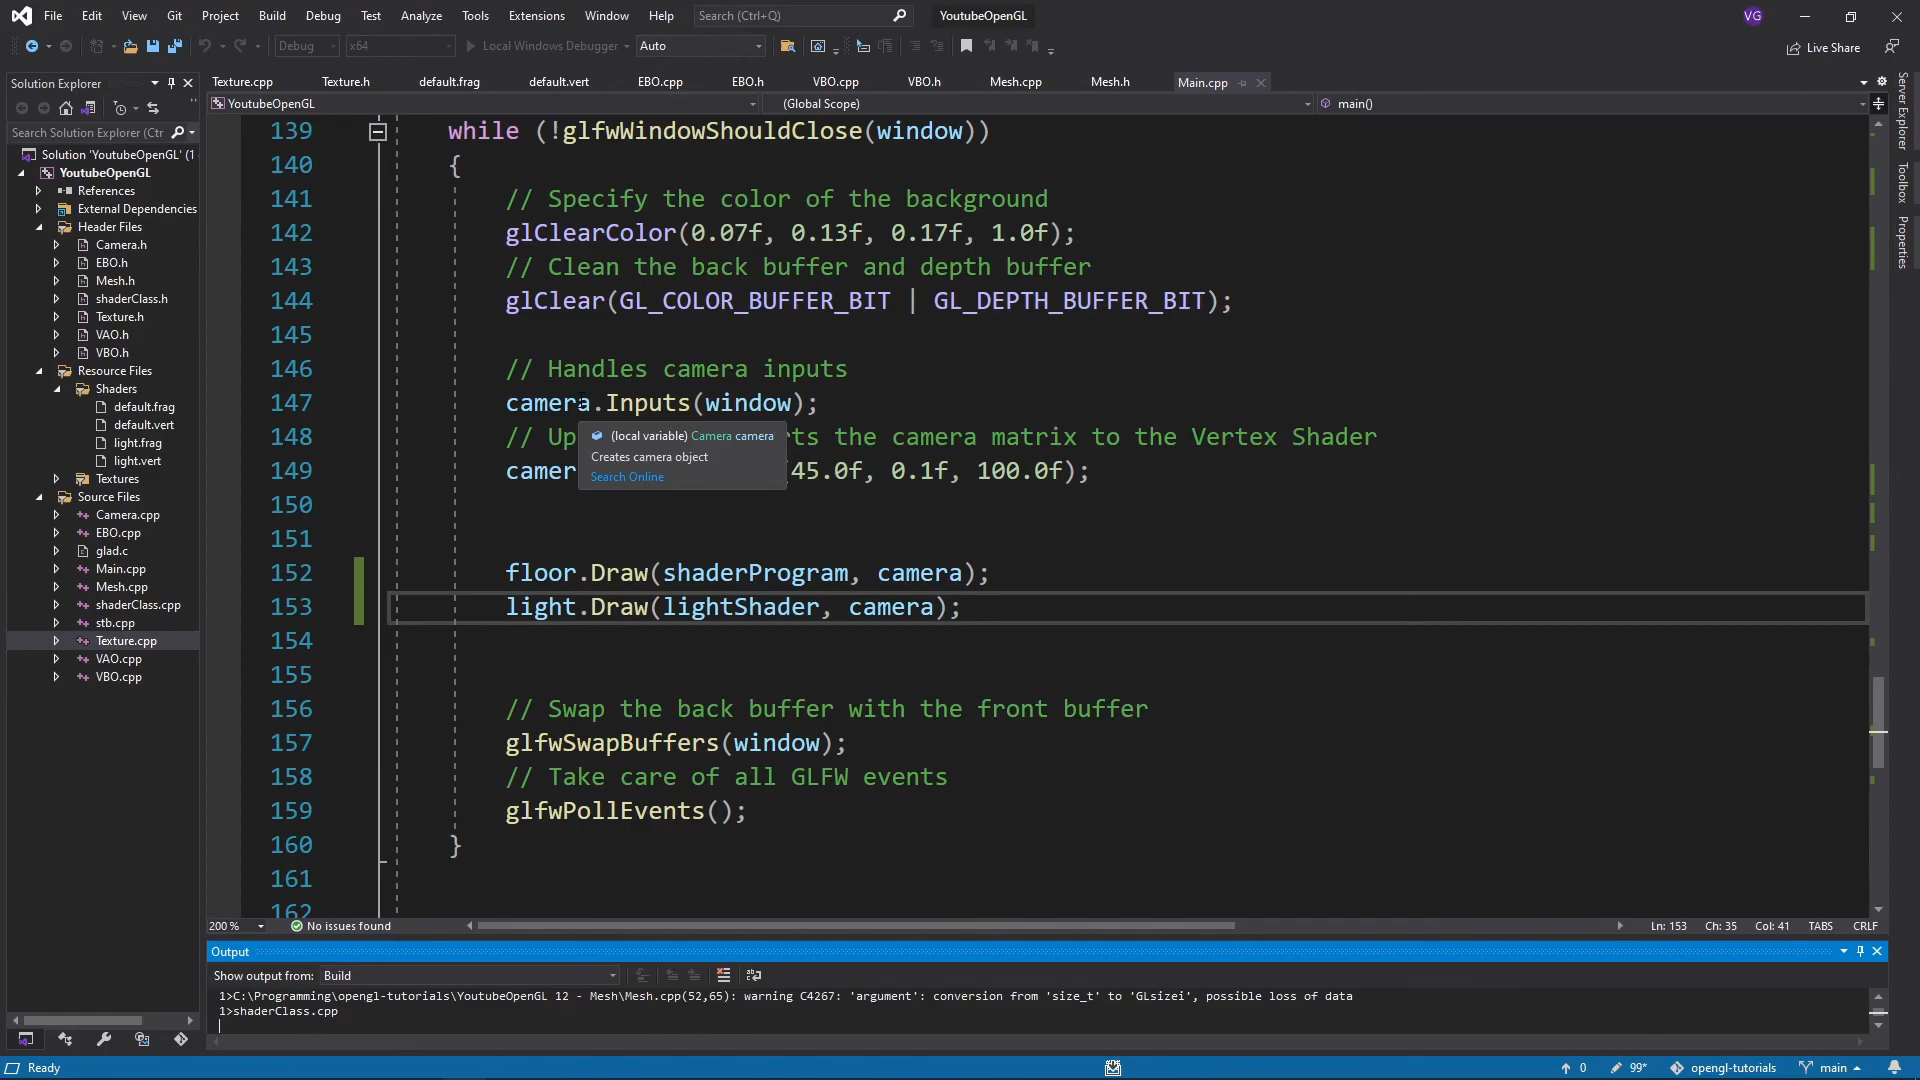 File Edit View Git Project Build Debug Test Analyze Tools Extensions Window Help Search (Ctrl+Q) YoutubeOpenGL VG
Debug x64 Local Windows Debugger Auto Live Share
Solution Explorer
Search Solution Explorer (Ctr
Solution 'YoutubeOpenGL' (1
YoutubeOpenGL
References
External Dependencies
Header Files
Camera.h
EBO.h
Mesh.h
shaderClass.h
Texture.h
VAO.h
VBO.h
Resource Files
Shaders
default.frag
default.vert
light.frag
light.vert
Textures
Source Files
Camera.cpp
EBO.cpp
glad.c
Main.cpp
Mesh.cpp
shaderClass.cpp
stb.cpp
Texture.cpp
VAO.cpp
VBO.cpp
Texture.cpp Texture.h default.frag default.vert EBO.cpp EBO.h VBO.cpp VBO.h Mesh.cpp Mesh.h Main.cpp
YoutubeOpenGL (Global Scope) main()
139 while (!glfwWindowShouldClose(window))
140 {
141 // Specify the color of the background
142 glClearColor(0.07f, 0.13f, 0.17f, 1.0f);
143 // Clean the back buffer and depth buffer
144 glClear(GL_COLOR_BUFFER_BIT | GL_DEPTH_BUFFER_BIT);
145
146 // Handles camera inputs
147 camera.Inputs(window);
148 // Up rts the camera matrix to the Vertex Shader
149 camer (45.0f, 0.1f, 100.0f);
150
151
152 floor.Draw(shaderProgram, camera);
153 light.Draw(lightShader, camera);
154
155
156 // Swap the back buffer with the front buffer
157 glfwSwapBuffers(window);
158 // Take care of all GLFW events
159 glfwPollEvents();
160 }
161
162
(local variable) Camera camera
Creates camera object
Search Online
200 % No issues found Ln: 153 Ch: 35 Col: 41 TABS CRLF
Output
Show output from: Build
1>C:\Programming\opengl-tutorials\YoutubeOpenGL 12 - Mesh\Mesh.cpp(52,65): warning C4267: 'argument': conversion from 'size_t' to 'GLsizei', possible loss of data
1>shaderClass.cpp
Ready 0 99* opengl-tutorials main
Server Explorer
Toolbox
Properties